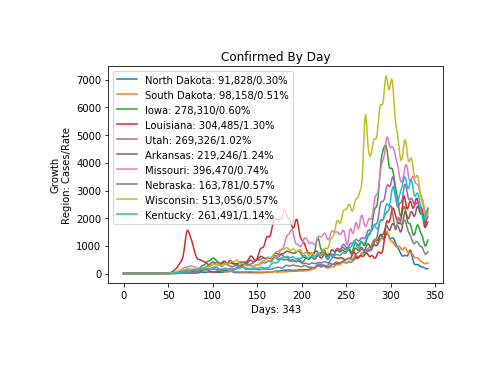 Confirmed By Day
Growth
Region: Cases/Rate
7000
6000
5000
4000
3000
2000
1000
0
North Dakota: 91,828/0.30%
South Dakota: 98,158/0.51%
Iowa: 278,310/0.60%
Louisiana: 304,485/1.30%
Utah: 269,326/1.02%
Arkansas: 219,246/1.24%
Missouri: 396,470/0.74%
Nebraska: 163,781/0.57%
Wisconsin: 513,056/0.57%
Kentucky: 261,491/1.14%
0 50 100 150 200 250 300 350
Days: 343